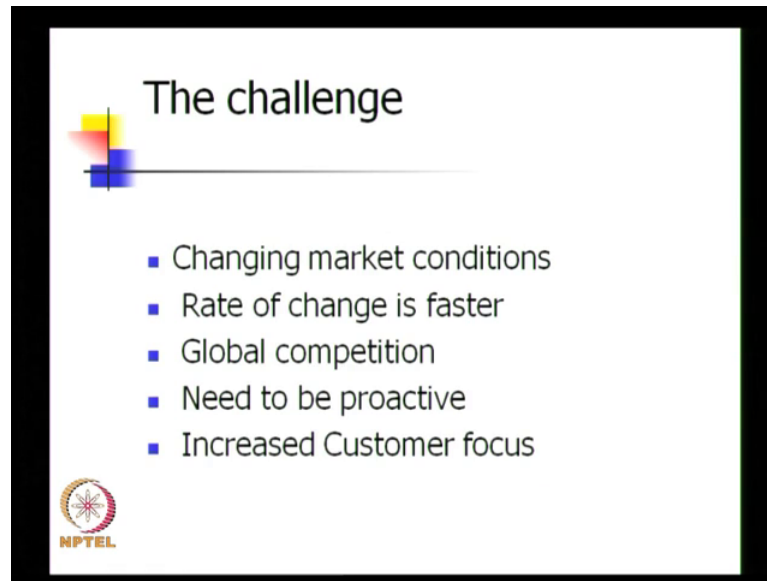 The challenge
Changing market conditions
Rate of change is faster
Global competition
Need to be proactive
Increased Customer focus
NPTEL